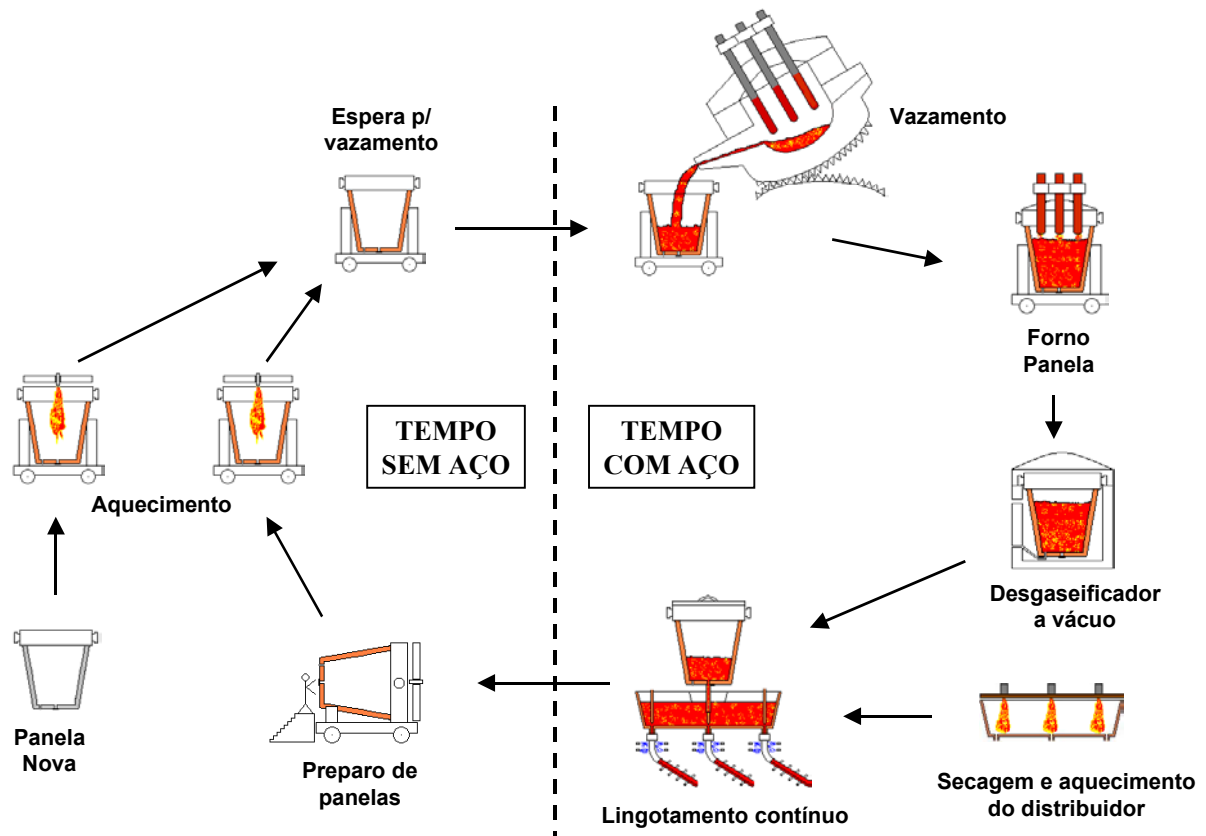 Espera p/
vazamento
Vazamento
Forno
Panela
TEMPO
SEM AÇO
TEMPO
COM AÇO
Aquecimento
Desgaseificador
a vácuo
Panela
Nova
Preparo de
panelas
Lingotamento contínuo
Secagem e aquecimento
do distribuidor